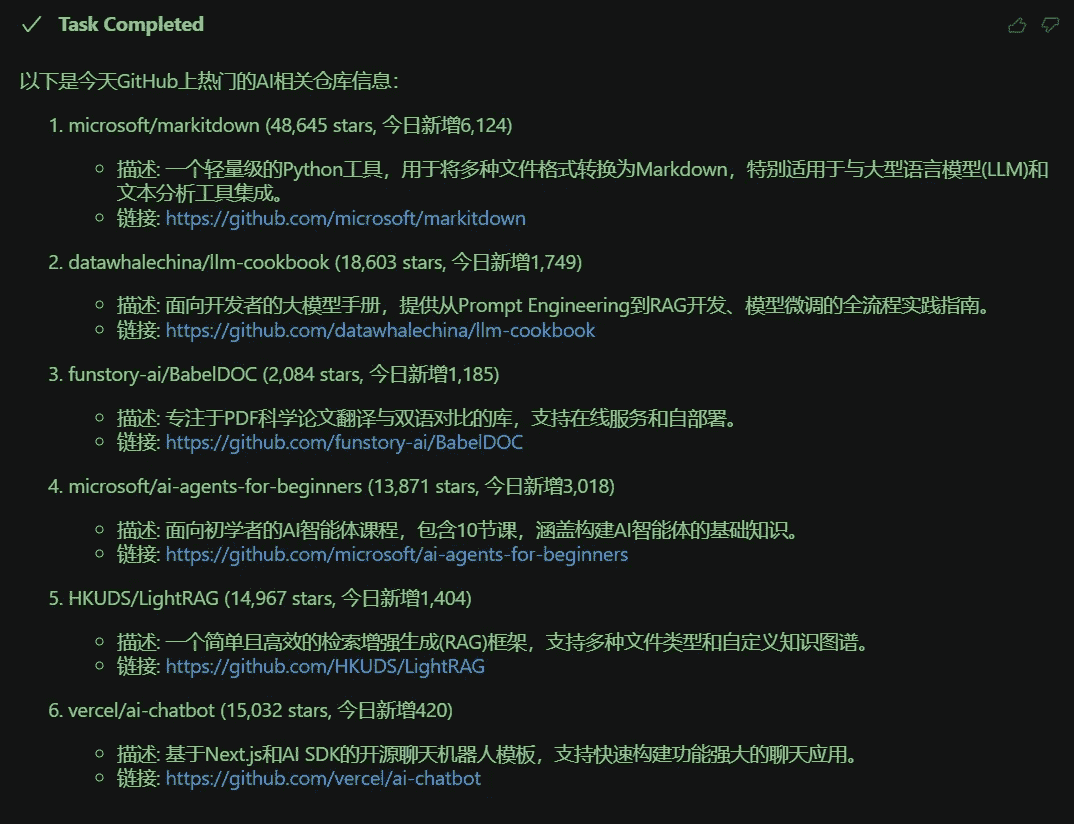 Task Completed
以下是今天GitHub上热门的AI相关仓库信息：
1. microsoft/markitdown (48,645 stars, 今日新增6,124)
描述: 一个轻量级的Python工具，用于将多种文件格式转换为Markdown，特别适用于与大型语言模型(LLM)和
文本分析工具集成。
链接: https://github.com/microsoft/markitdown
2. datawhalechina/llm-cookbook (18,603 stars, 今日新增1,749)
描述: 面向开发者的大模型手册，提供从Prompt Engineering到RAG开发、模型微调的全流程实践指南。
链接: https://github.com/datawhalechina/llm-cookbook
3. funstory-ai/BabelDOC (2,084 stars, 今日新增1,185)
描述: 专注于PDF科学论文翻译与双语对比的库，支持在线服务和自部署。
链接: https://github.com/funstory-ai/BabelDOC
4. microsoft/ai-agents-for-beginners (13,871 stars, 今日新增3,018)
描述: 面向初学者的AI智能体课程，包含10节课，涵盖构建AI智能体的基础知识。
链接: https://github.com/microsoft/ai-agents-for-beginners
5. HKUDS/LightRAG (14,967 stars, 今日新增1,404)
描述: 一个简单且高效的检索增强生成(RAG)框架，支持多种文件类型和自定义知识图谱。
链接: https://github.com/HKUDS/LightRAG
6. vercel/ai-chatbot (15,032 stars, 今日新增420)
描述: 基于Next.js和AI SDK的开源聊天机器人模板，支持快速构建功能强大的聊天应用。
链接: https://github.com/vercel/ai-chatbot